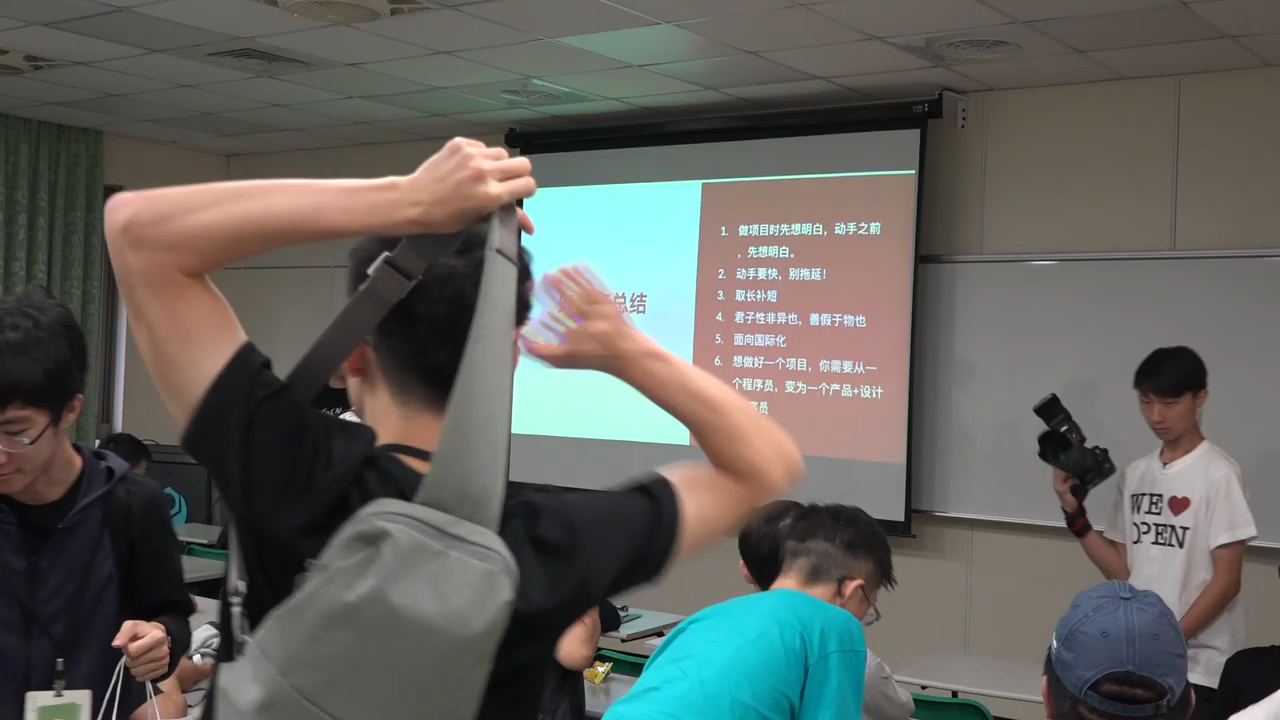 总结
1. 做项目时先想明白，动手之前
，先想明白。
2. 动手要快，别拖延！
3. 取长补短
4. 君子性非异也，善假于物也
5. 面向国际化
6. 想做好一个项目，你需要从一
个程序员，变为一个产品+设计
序员
WE ♥
OPEN